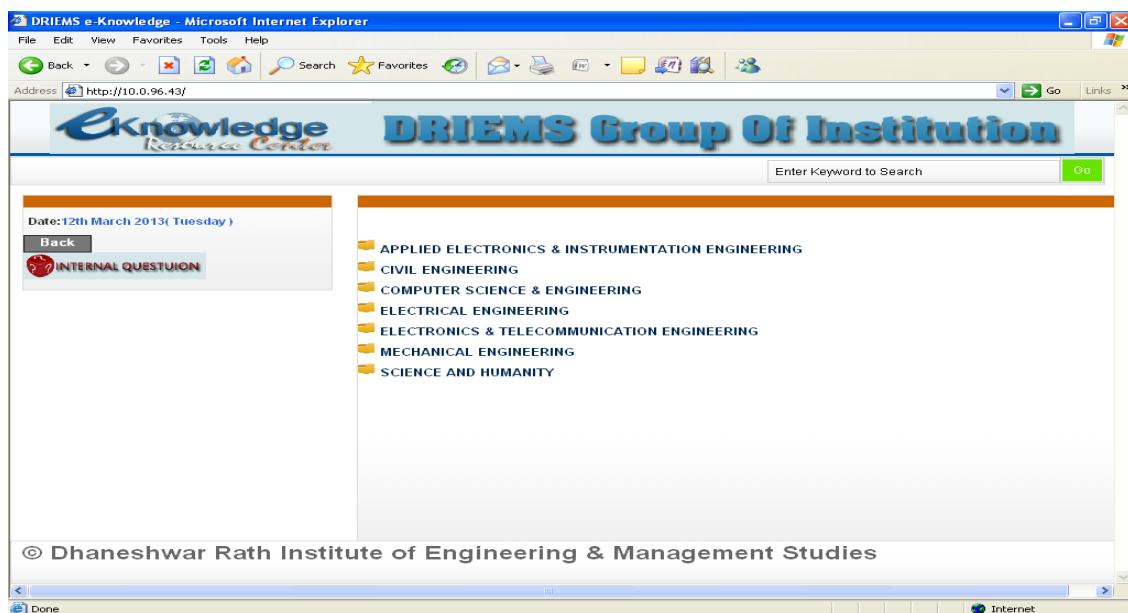 DRIEMS e-Knowledge - Microsoft Internet Explorer
File Edit View Favorites Tools Help
Back Search Favorites
Address http://10.0.96.43/ Go Links »
eKnowledge DRIEMS Group Of Institution
Resource Center
Enter Keyword to Search Go
Date:12th March 2013( Tuesday )
Back
INTERNAL QUESTUION
APPLIED ELECTRONICS & INSTRUMENTATION ENGINEERING
CIVIL ENGINEERING
COMPUTER SCIENCE & ENGINEERING
ELECTRICAL ENGINEERING
ELECTRONICS & TELECOMMUNICATION ENGINEERING
MECHANICAL ENGINEERING
SCIENCE AND HUMANITY
© Dhaneshwar Rath Institute of Engineering & Management Studies
Done Internet